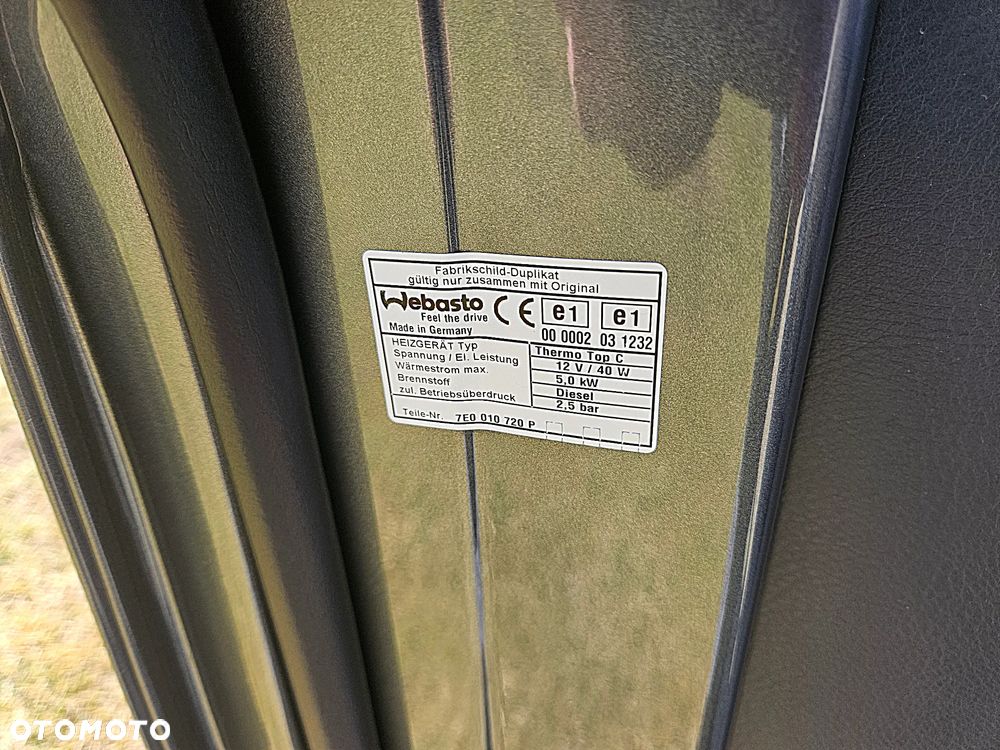 Fabrikschild-Duplikat
gültig nur zusammen mit Original
Webasto CE e1 e1
Feel the drive
Made in Germany 00 0002 03 1232
HEIZGERÄT Typ Thermo Top C
Spannung / El. Leistung 12 V / 40 W
Wärmestrom max. 5,0 kW
Brennstoff Diesel
zul. Betriebsüberdruck 2,5 bar
Teile-Nr. 7E0 010 720 P
OTOMOTO